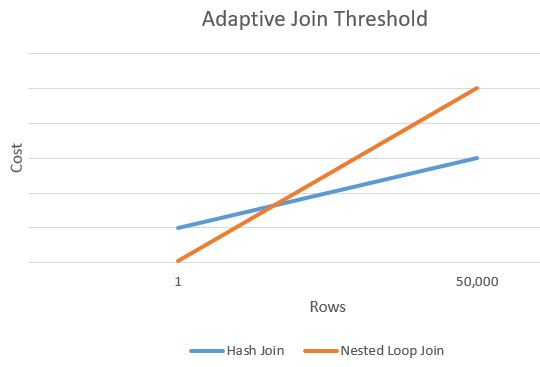 Adaptive Join Threshold
Cost
1 50,000
Rows
Hash Join Nested Loop Join